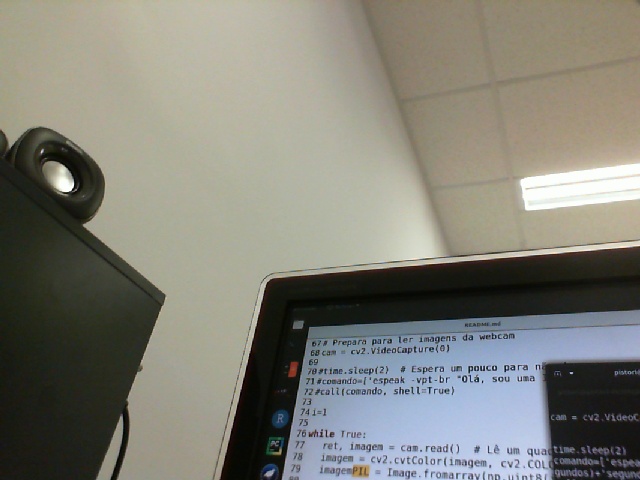 README.md
67# Prepara para ler imagens da webcam
68 cam = cv2.VideoCapture(0)
69
70#time.sleep(2)  # Espera um pouco para
71#comando=['espeak -vpt-br "Olá, sou uma
72#call(comando, shell=True)
73
74 i=1
75
76 while True:
77   ret, imagem = cam.read()  # Lê um
78   imagem = cv2.cvtColor(imagem, cv2.
79   imagemPIL = Image.fromarray(np.uint8(
cam = cv2.VideoC
time.sleep(2)
comando=['espea
gundos)+'segun
R
PC